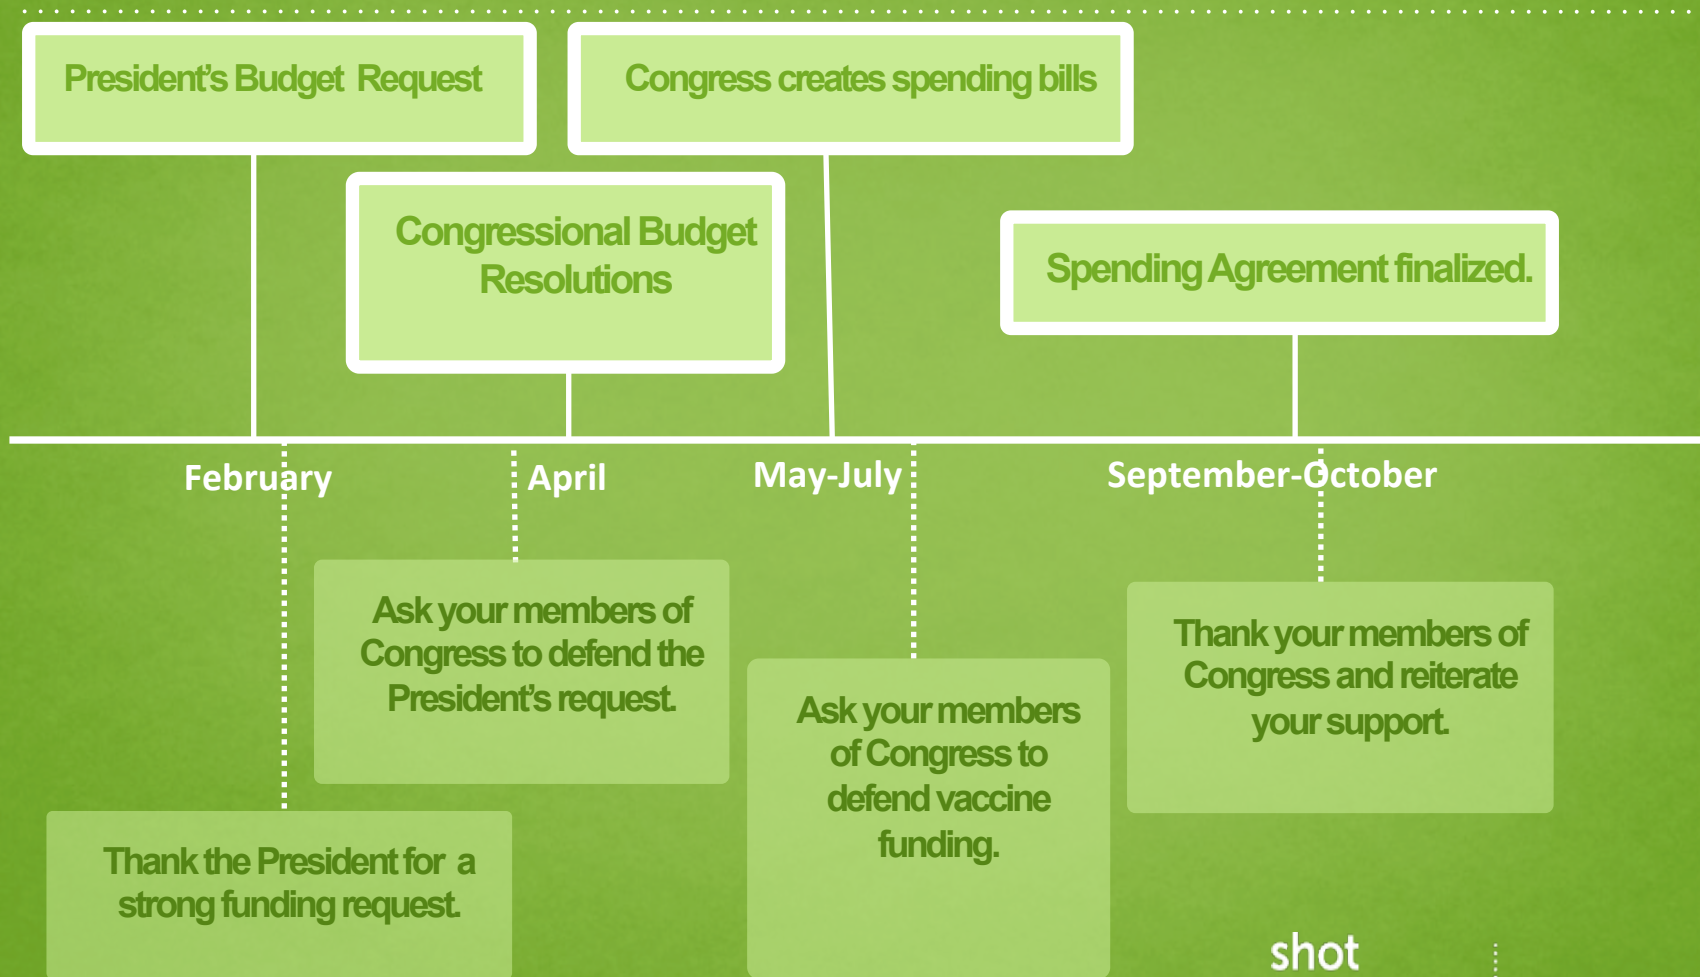 President's Budget Request
Congress creates spending bills
Congressional Budget
Resolutions
Spending Agreement finalized.
February
April
May-July
September-October
Ask your members of
Congress to defend the
President's request.
Thank your members of
Congress and reiterate
your support.
Ask your members
of Congress to
defend vaccine
funding.
Thank the President for a
strong funding request.
shot